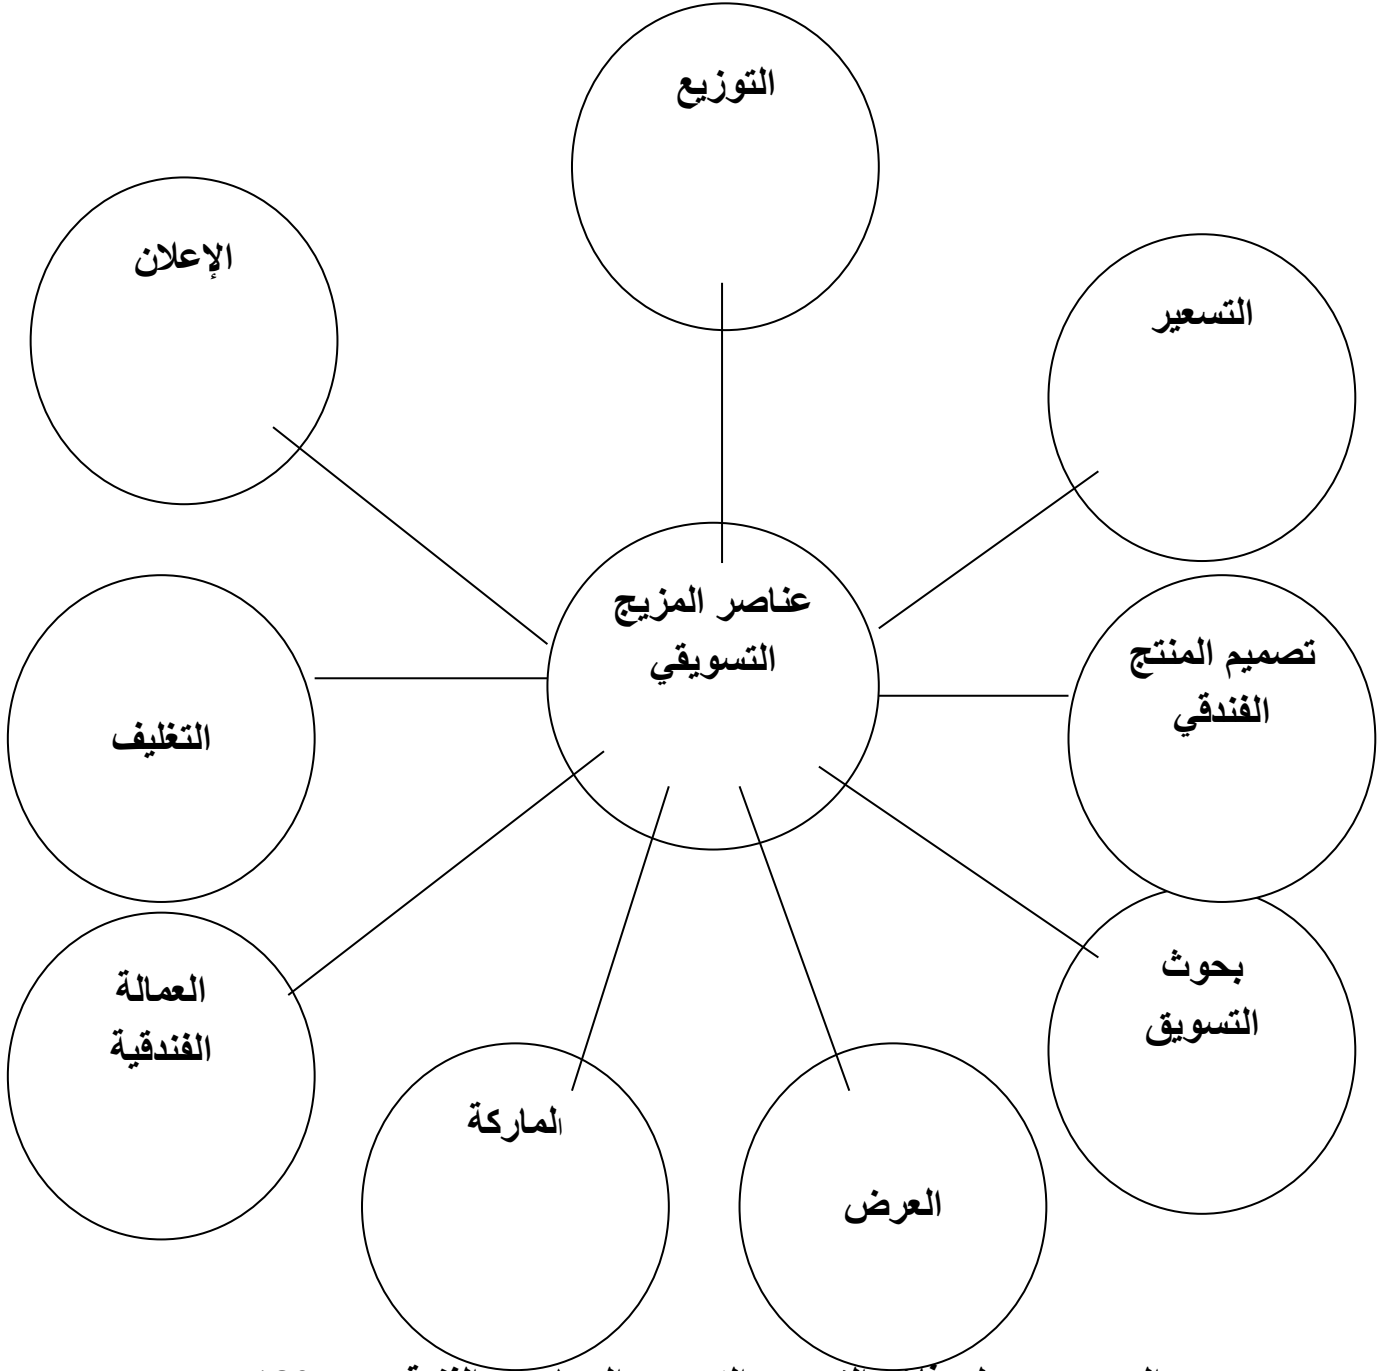 التوزيع
الإعلان
التسعير
عناصر المزيج
التسويقي
تصميم المنتج
الفندقي
التغليف
بحوث
التسويق
العمالة
الفندقية
الماركة
العرض